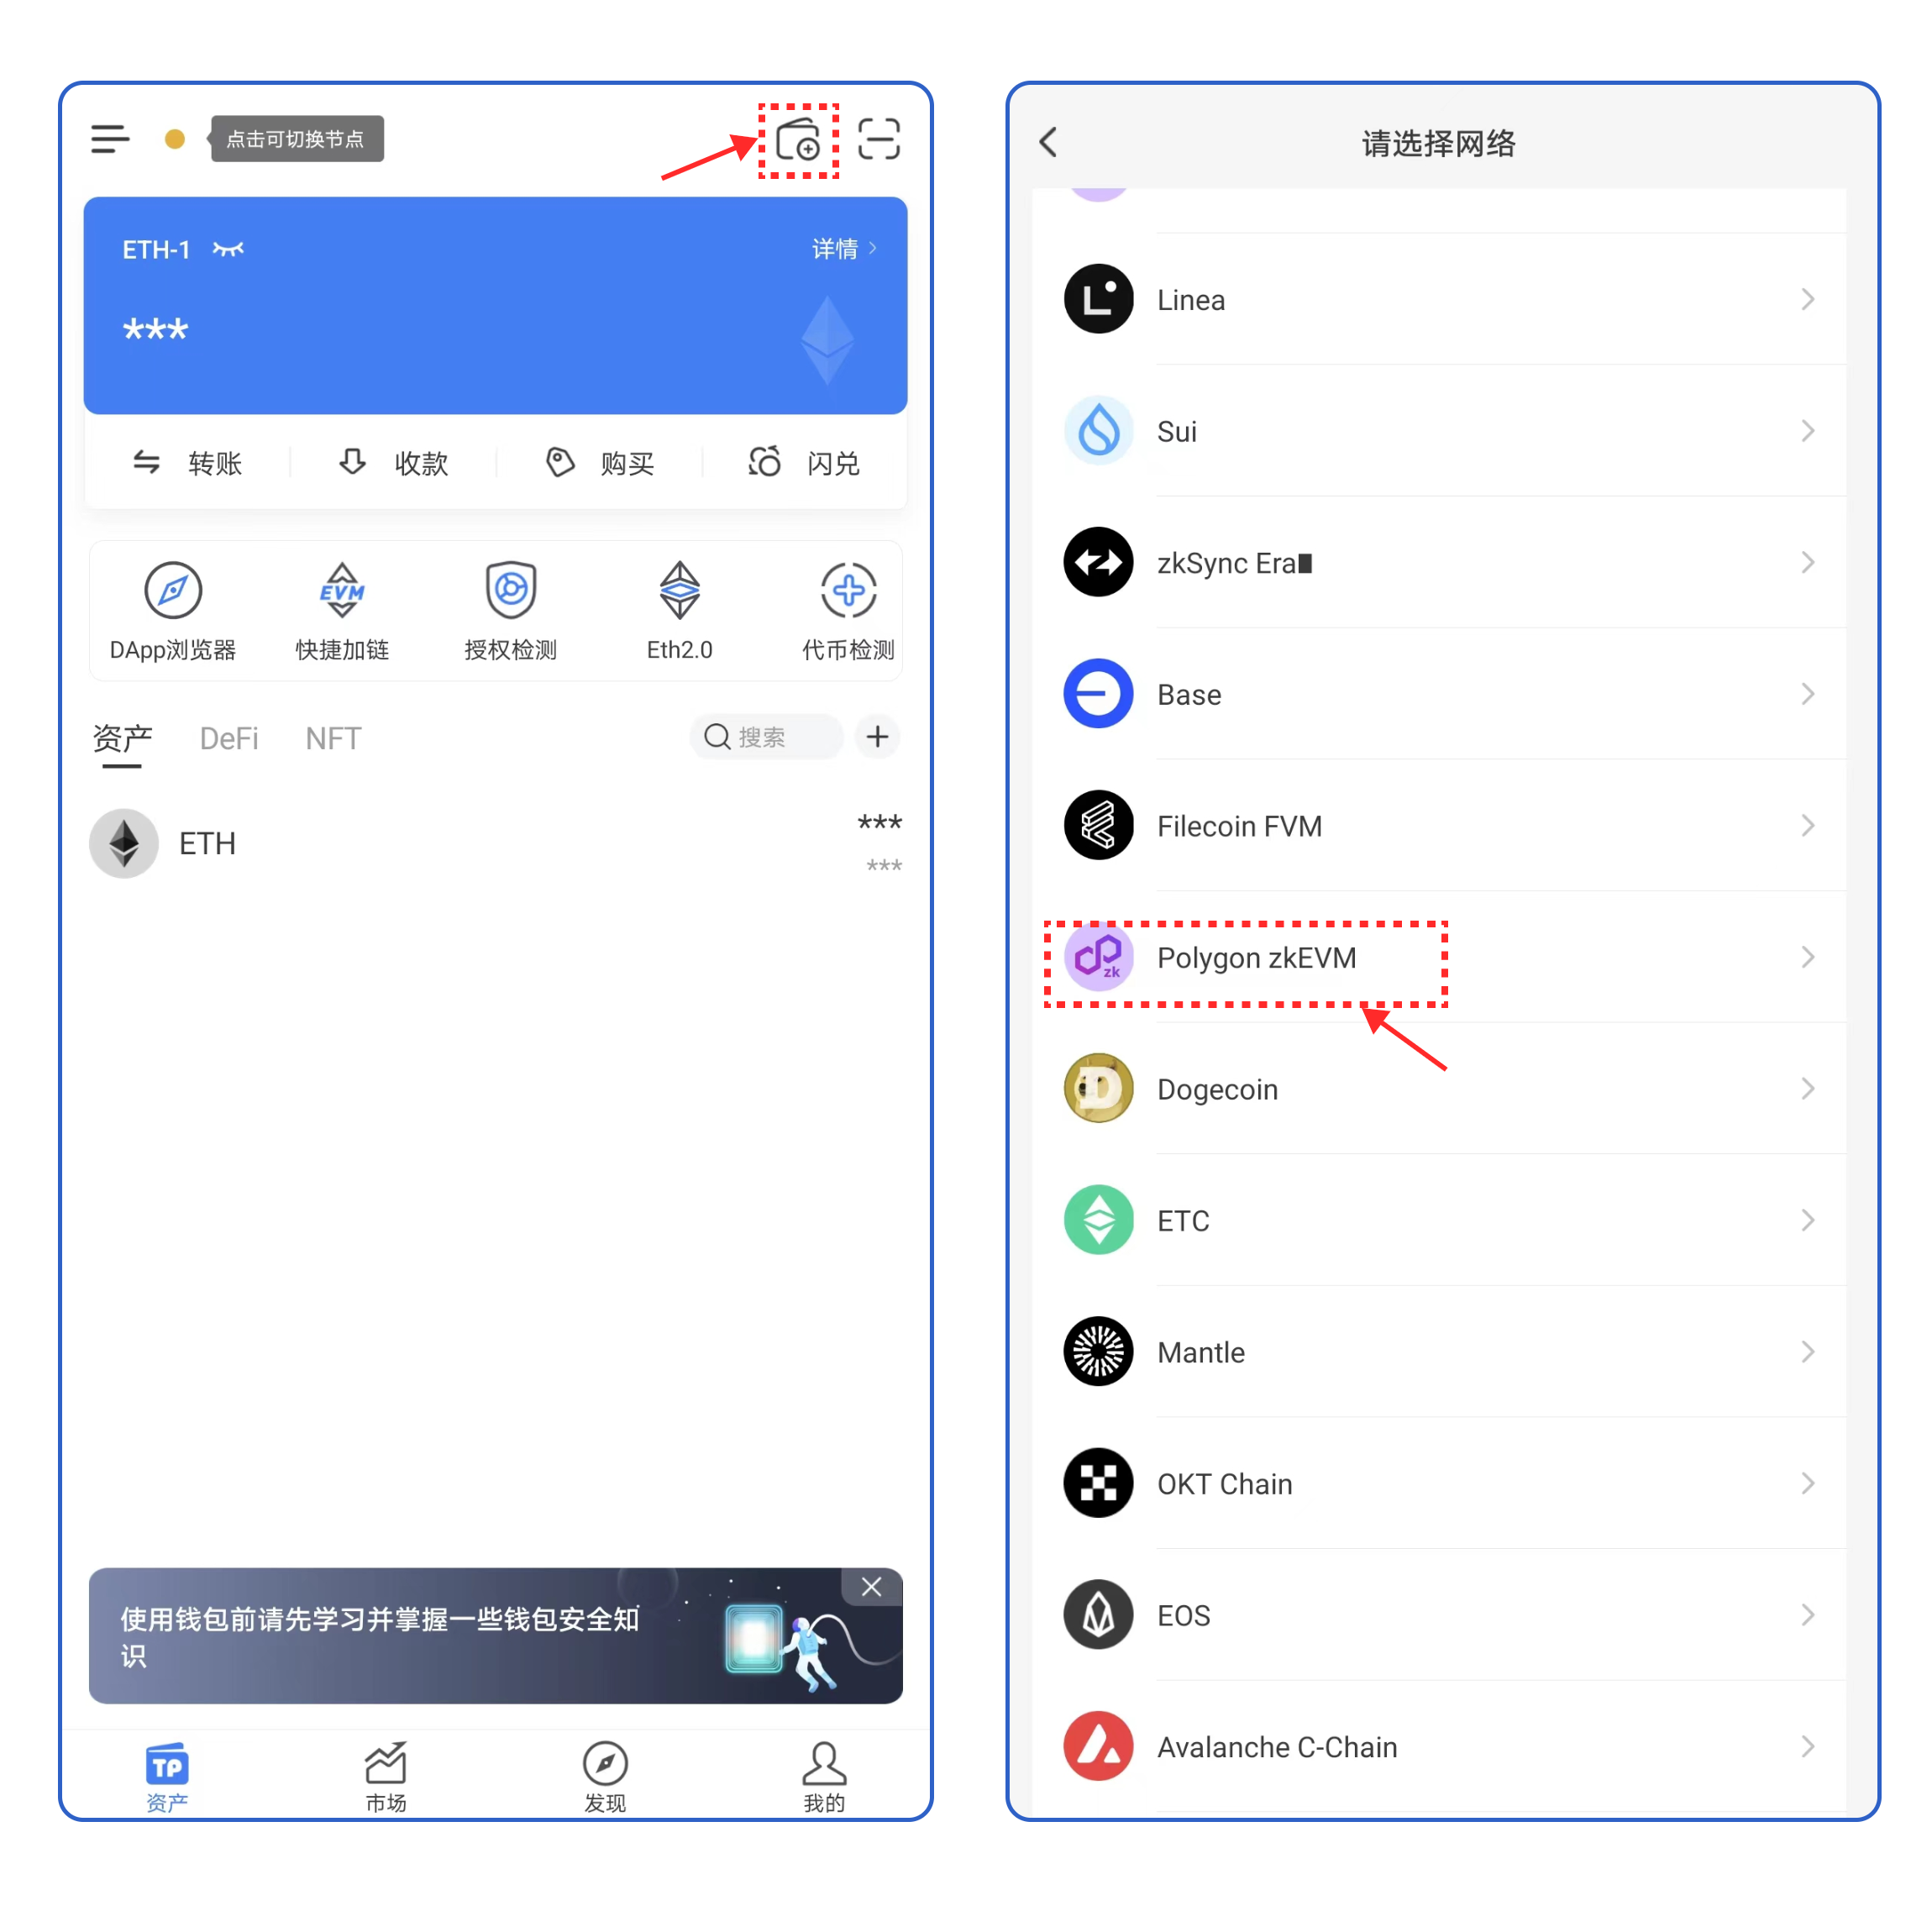 点击可切换节点
ETH-1
详情
***
转账
收款
购买
闪兑
EVM
DApp浏览器
快捷加链
授权检测
Eth2.0
代币检测
资产
DeFi
NFT
搜索
ETH
***
***
使用钱包前请先学习并掌握一些钱包安全知
识
TP
资产
市场
发现
我的
请选择网络
Linea
Sui
zkSync Era
Base
Filecoin FVM
zk
Polygon zkEVM
Dogecoin
ETC
Mantle
OKT Chain
EOS
Avalanche C-Chain